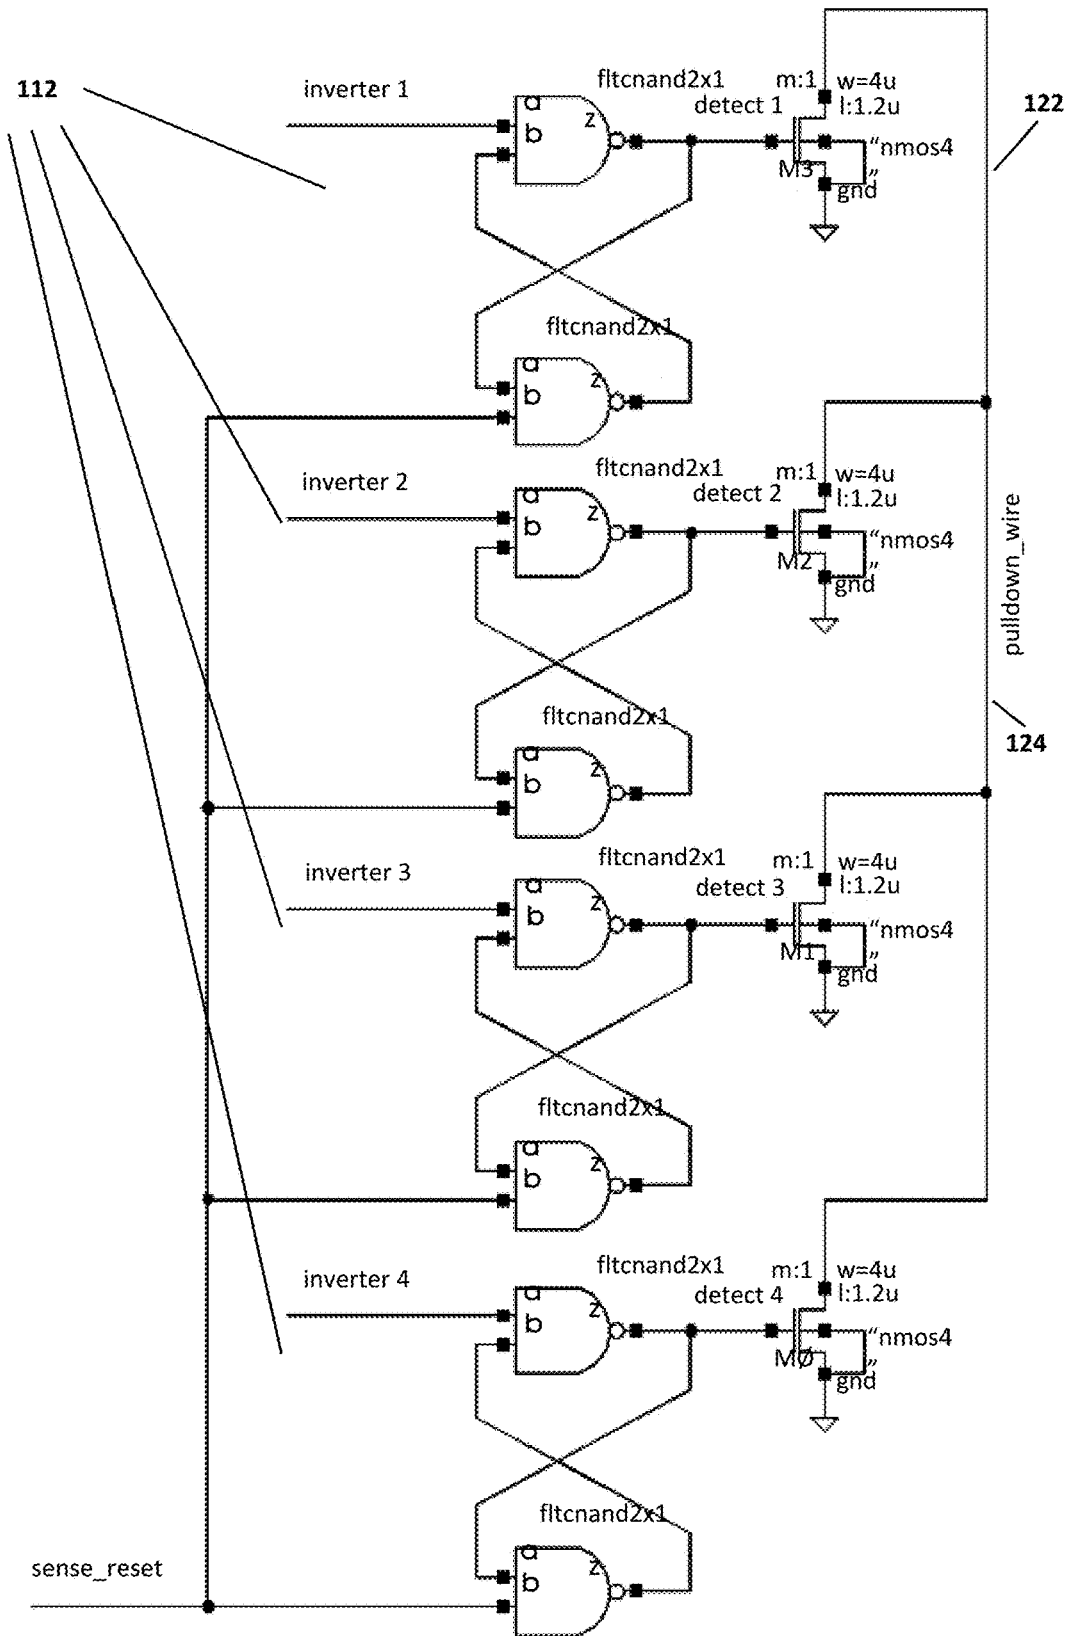 112
inverter 1
fltcnand2x1
m:1 w=4u
detect 1
l:1.2u
122
a
b
z
M3
"nmos4
"
gnd
fltcnand2x1
a
b
z
inverter 2
fltcnand2x1
m:1 w=4u
detect 2
l:1.2u
a
b
z
M2
"nmos4
"
gnd
pulldown_wire
fltcnand2x1
a
b
z
124
inverter 3
fltcnand2x1
m:1 w=4u
detect 3
l:1.2u
a
b
z
M1
"nmos4
"
gnd
fltcnand2x1
a
b
z
inverter 4
fltcnand2x1
m:1 w=4u
detect 4
l:1.2u
a
b
z
MØ
"nmos4
"
gnd
fltcnand2x1
a
b
z
sense_reset